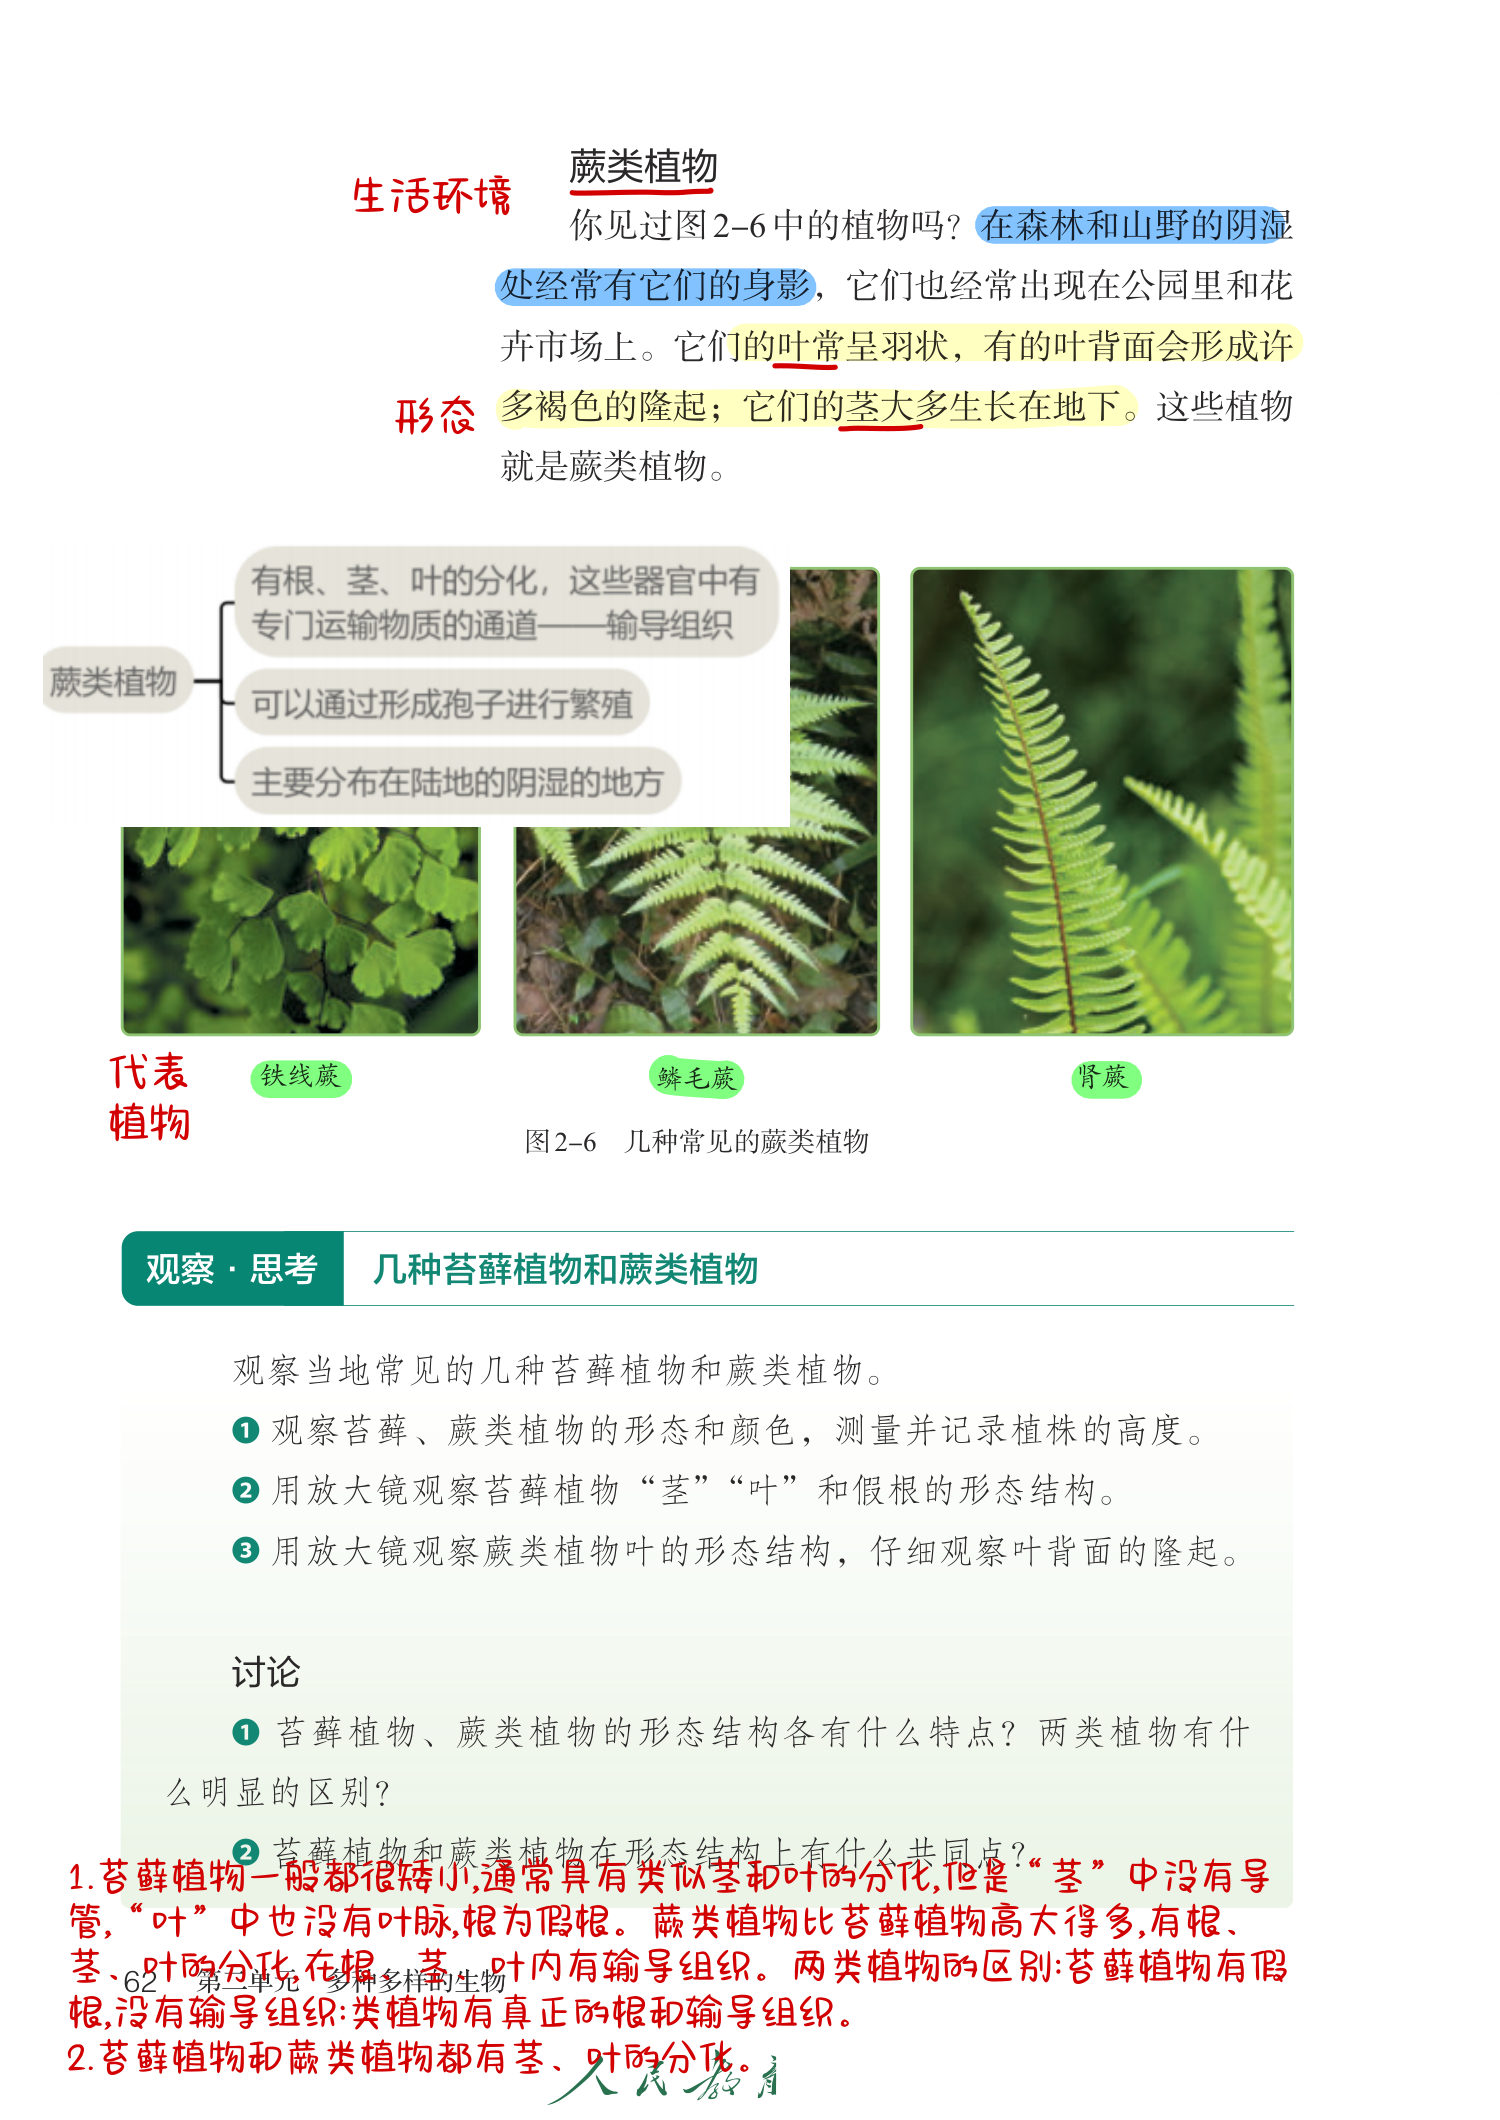 蕨类植物
生活环境
你见过图2-6中的植物吗？在森林和山野的阴湿
处经常有它们的身影，它们也经常出现在公园里和花
卉市场上。它们的叶常呈羽状，有的叶背面会形成许
形态
多褐色的隆起；它们的茎大多生长在地下。这些植物
就是蕨类植物。
有根、茎、叶的分化，这些器官中有
专门运输物质的通道——输导组织
蕨类植物
可以通过形成孢子进行繁殖
主要分布在陆地的阴湿的地方
代表
植物
铁线蕨
鳞毛蕨
肾蕨
图2-6 几种常见的蕨类植物
观察·思考 几种苔藓植物和蕨类植物
观察当地常见的几种苔藓植物和蕨类植物。
❶ 观察苔藓、蕨类植物的形态和颜色，测量并记录植株的高度。
❷ 用放大镜观察苔藓植物“茎”“叶”和假根的形态结构。
❸ 用放大镜观察蕨类植物叶的形态结构，仔细观察叶背面的隆起。
讨论
❶ 苔藓植物、蕨类植物的形态结构各有什么特点？两类植物有什
么明显的区别？
❷ 苔藓植物和蕨类植物在形态结构上有什么共同点？
1.苔藓植物一般都很矮小,通常具有类似茎和叶的分化,但是“茎”中没有导
管,“叶”中也没有叶脉,根为假根。蕨类植物比苔藓植物高大得多,有根、
茎、叶的分化,在根、茎、叶内有输导组织。两类植物的区别:苔藓植物有假
62 第二单元 多种多样的生物
根,没有输导组织:类植物有真正的根和输导组织。
2.苔藓植物和蕨类植物都有茎、叶的分化。
人民教育